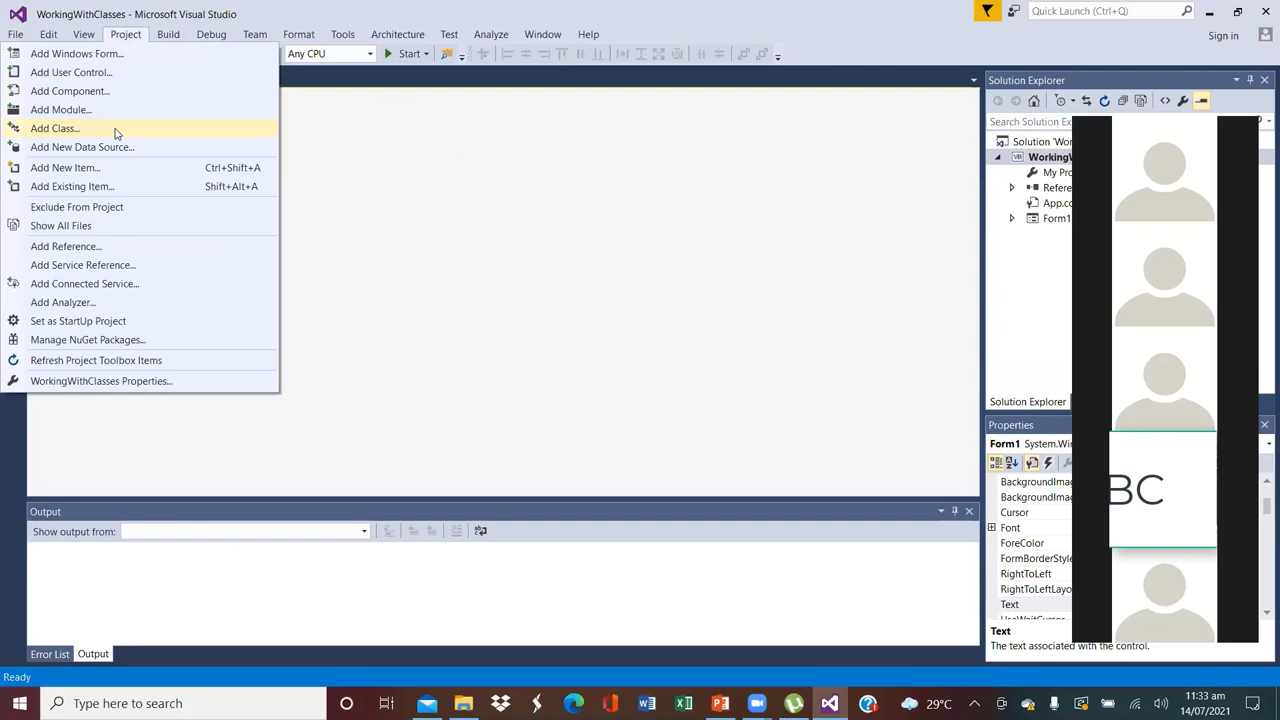 WorkingWithClasses - Microsoft Visual Studio
Quick Launch (Ctrl+Q)
File Edit View Project Build Debug Team Format Tools Architecture Test Analyze Window Help
Sign in
Any CPU
Start
Add Windows Form...
Add User Control...
Add Component...
Add Module...
Add Class...
Add New Data Source...
Add New Item... Ctrl+Shift+A
Add Existing Item... Shift+Alt+A
Exclude From Project
Show All Files
Add Reference...
Add Service Reference...
Add Connected Service...
Add Analyzer...
Set as StartUp Project
Manage NuGet Packages...
Refresh Project Toolbox Items
WorkingWithClasses Properties...
Solution Explorer
Search Solution Ex
Solution 'Wo
VB WorkingW
My Pro
Refere
App.co
Form1
Solution Explorer
Properties
Form1 System.Win
BackgroundImag
BackgroundImag
Cursor
Font
ForeColor
FormBorderStyle
RightToLeft
RightToLeftLayo
Text
UseWaitCursor
Text
The text associated with the control.
BC
Output
Show output from:
Error List Output
Ready
Type here to search
29°C
11:33 am
14/07/2021